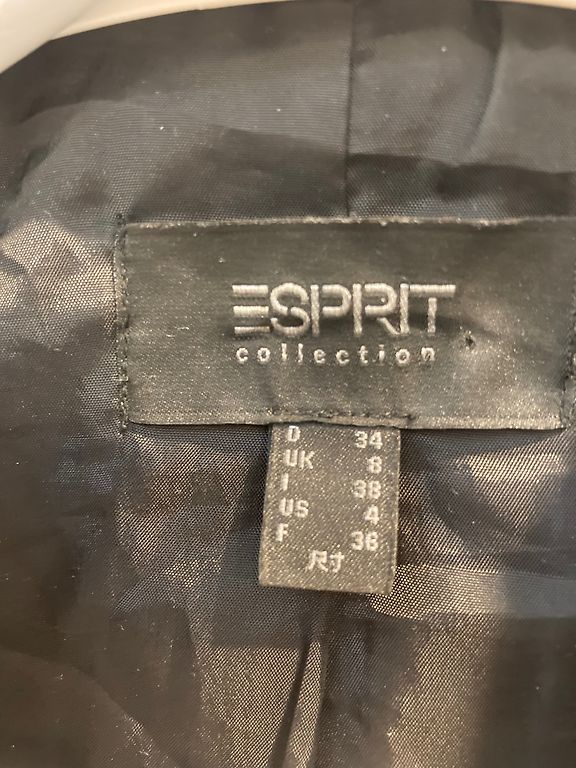 ESPRIT
collection
D 34
UK 8
I 38
US 4
F 36
尺寸